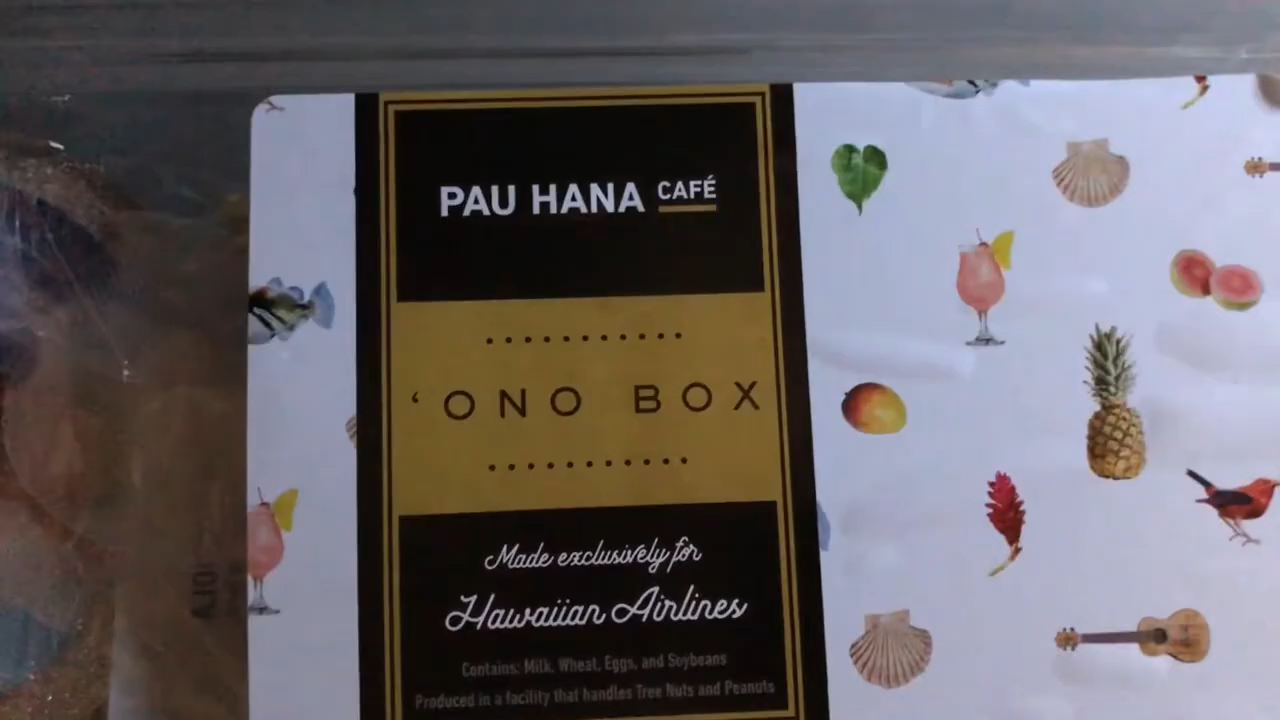 PAU HANA CAFÉ
‘ONO BOX
Made exclusively for
Hawaiian Airlines
Contains: Milk, Wheat, Eggs, and Soybeans
Produced in a facility that handles Tree Nuts and Peanuts